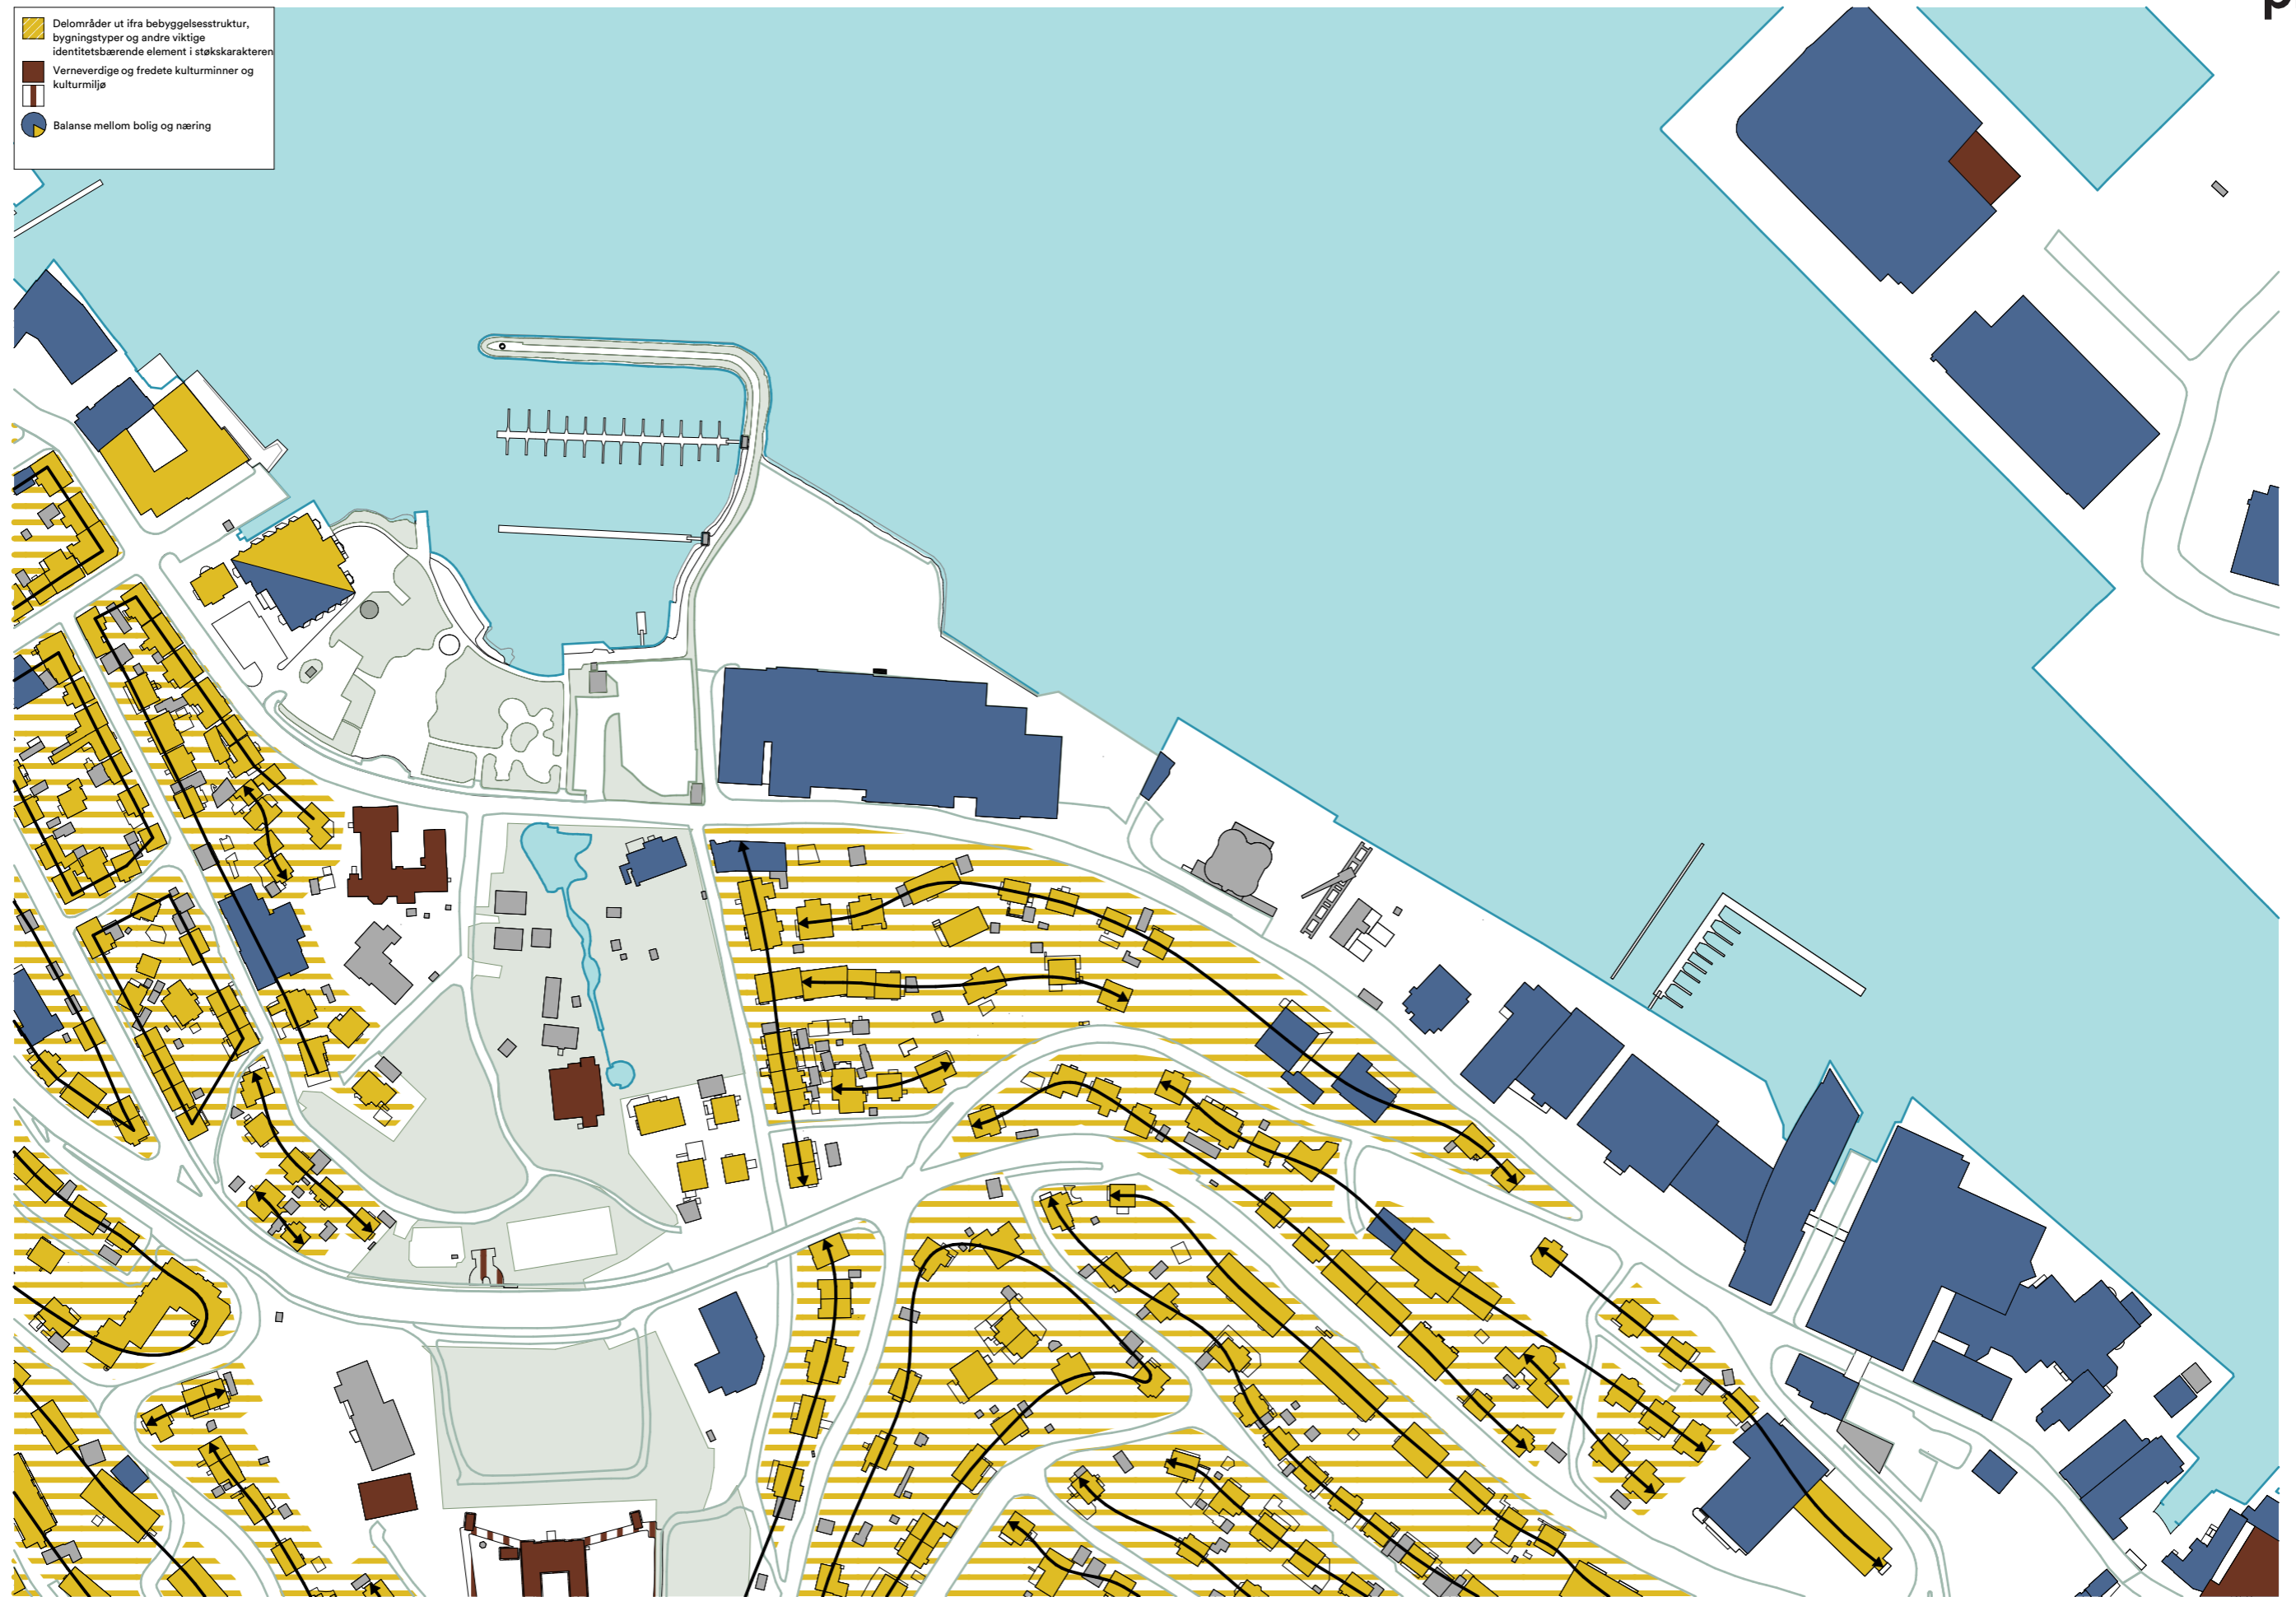 p
Delområder ut ifra bebyggelsesstruktur,
bygningstyper og andre viktige
identitetsbærende element i støkskarakteren
Verneverdige og fredete kulturminner og
kulturmiljø
Balanse mellom bolig og næring